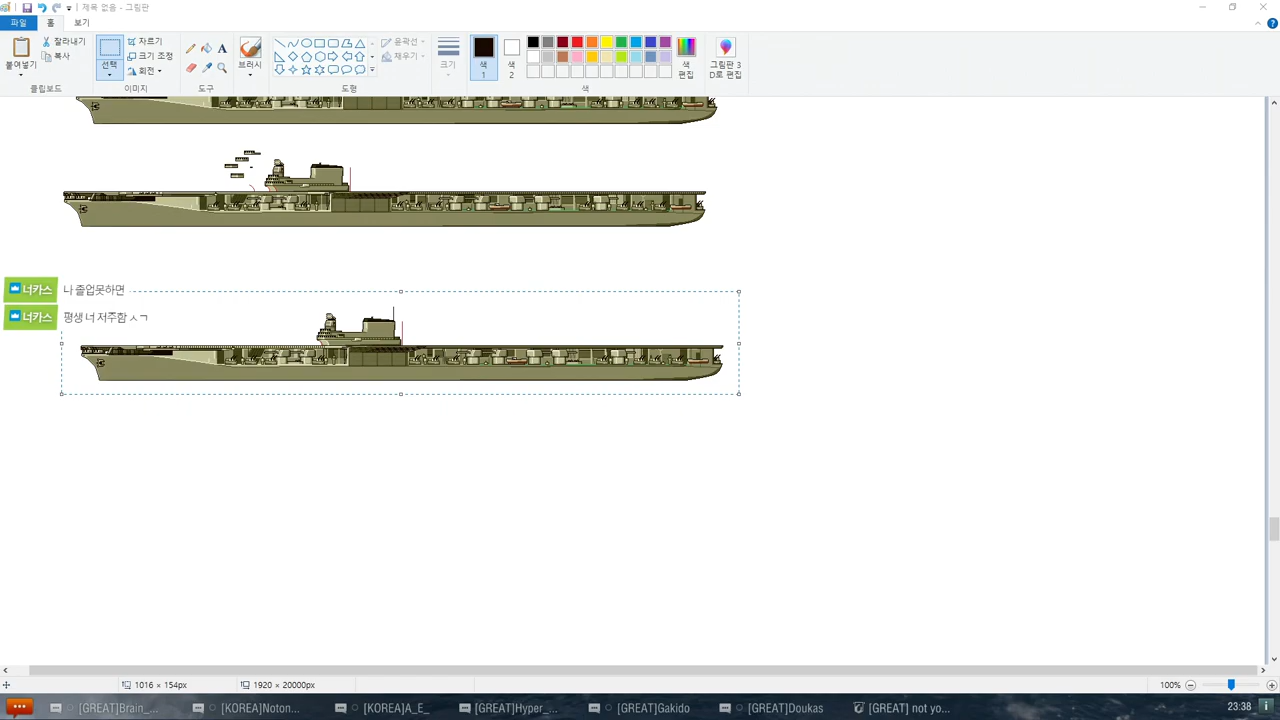 제목 없음 - 그림판
파일
홈
보기
붙여넣기
잘라내기
복사
클립보드
선택
자르기
크기 조정
회전
이미지
도구
브러시
윤곽선
채우기
도형
크기
색
1
색
2
색
편집
색
그림판 3
D로 편집
너카스 나 졸업못하면
너카스 평생 너 저주함 ㅅㄱ
1016 × 154px
1920 × 20000px
100%
[GREAT]Brain_...
[KOREA]Noton...
[KOREA]A_E_
[GREAT]Hyper_...
[GREAT]Gakido
[GREAT]Doukas
[GREAT] not yo...
23:38